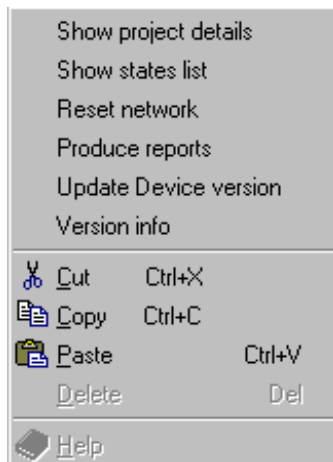 Show project details
Show states list
Reset network
Produce reports
Update Device version
Version info
Cut Ctrl+X
Copy Ctrl+C
Paste Ctrl+V
Delete Del
Help